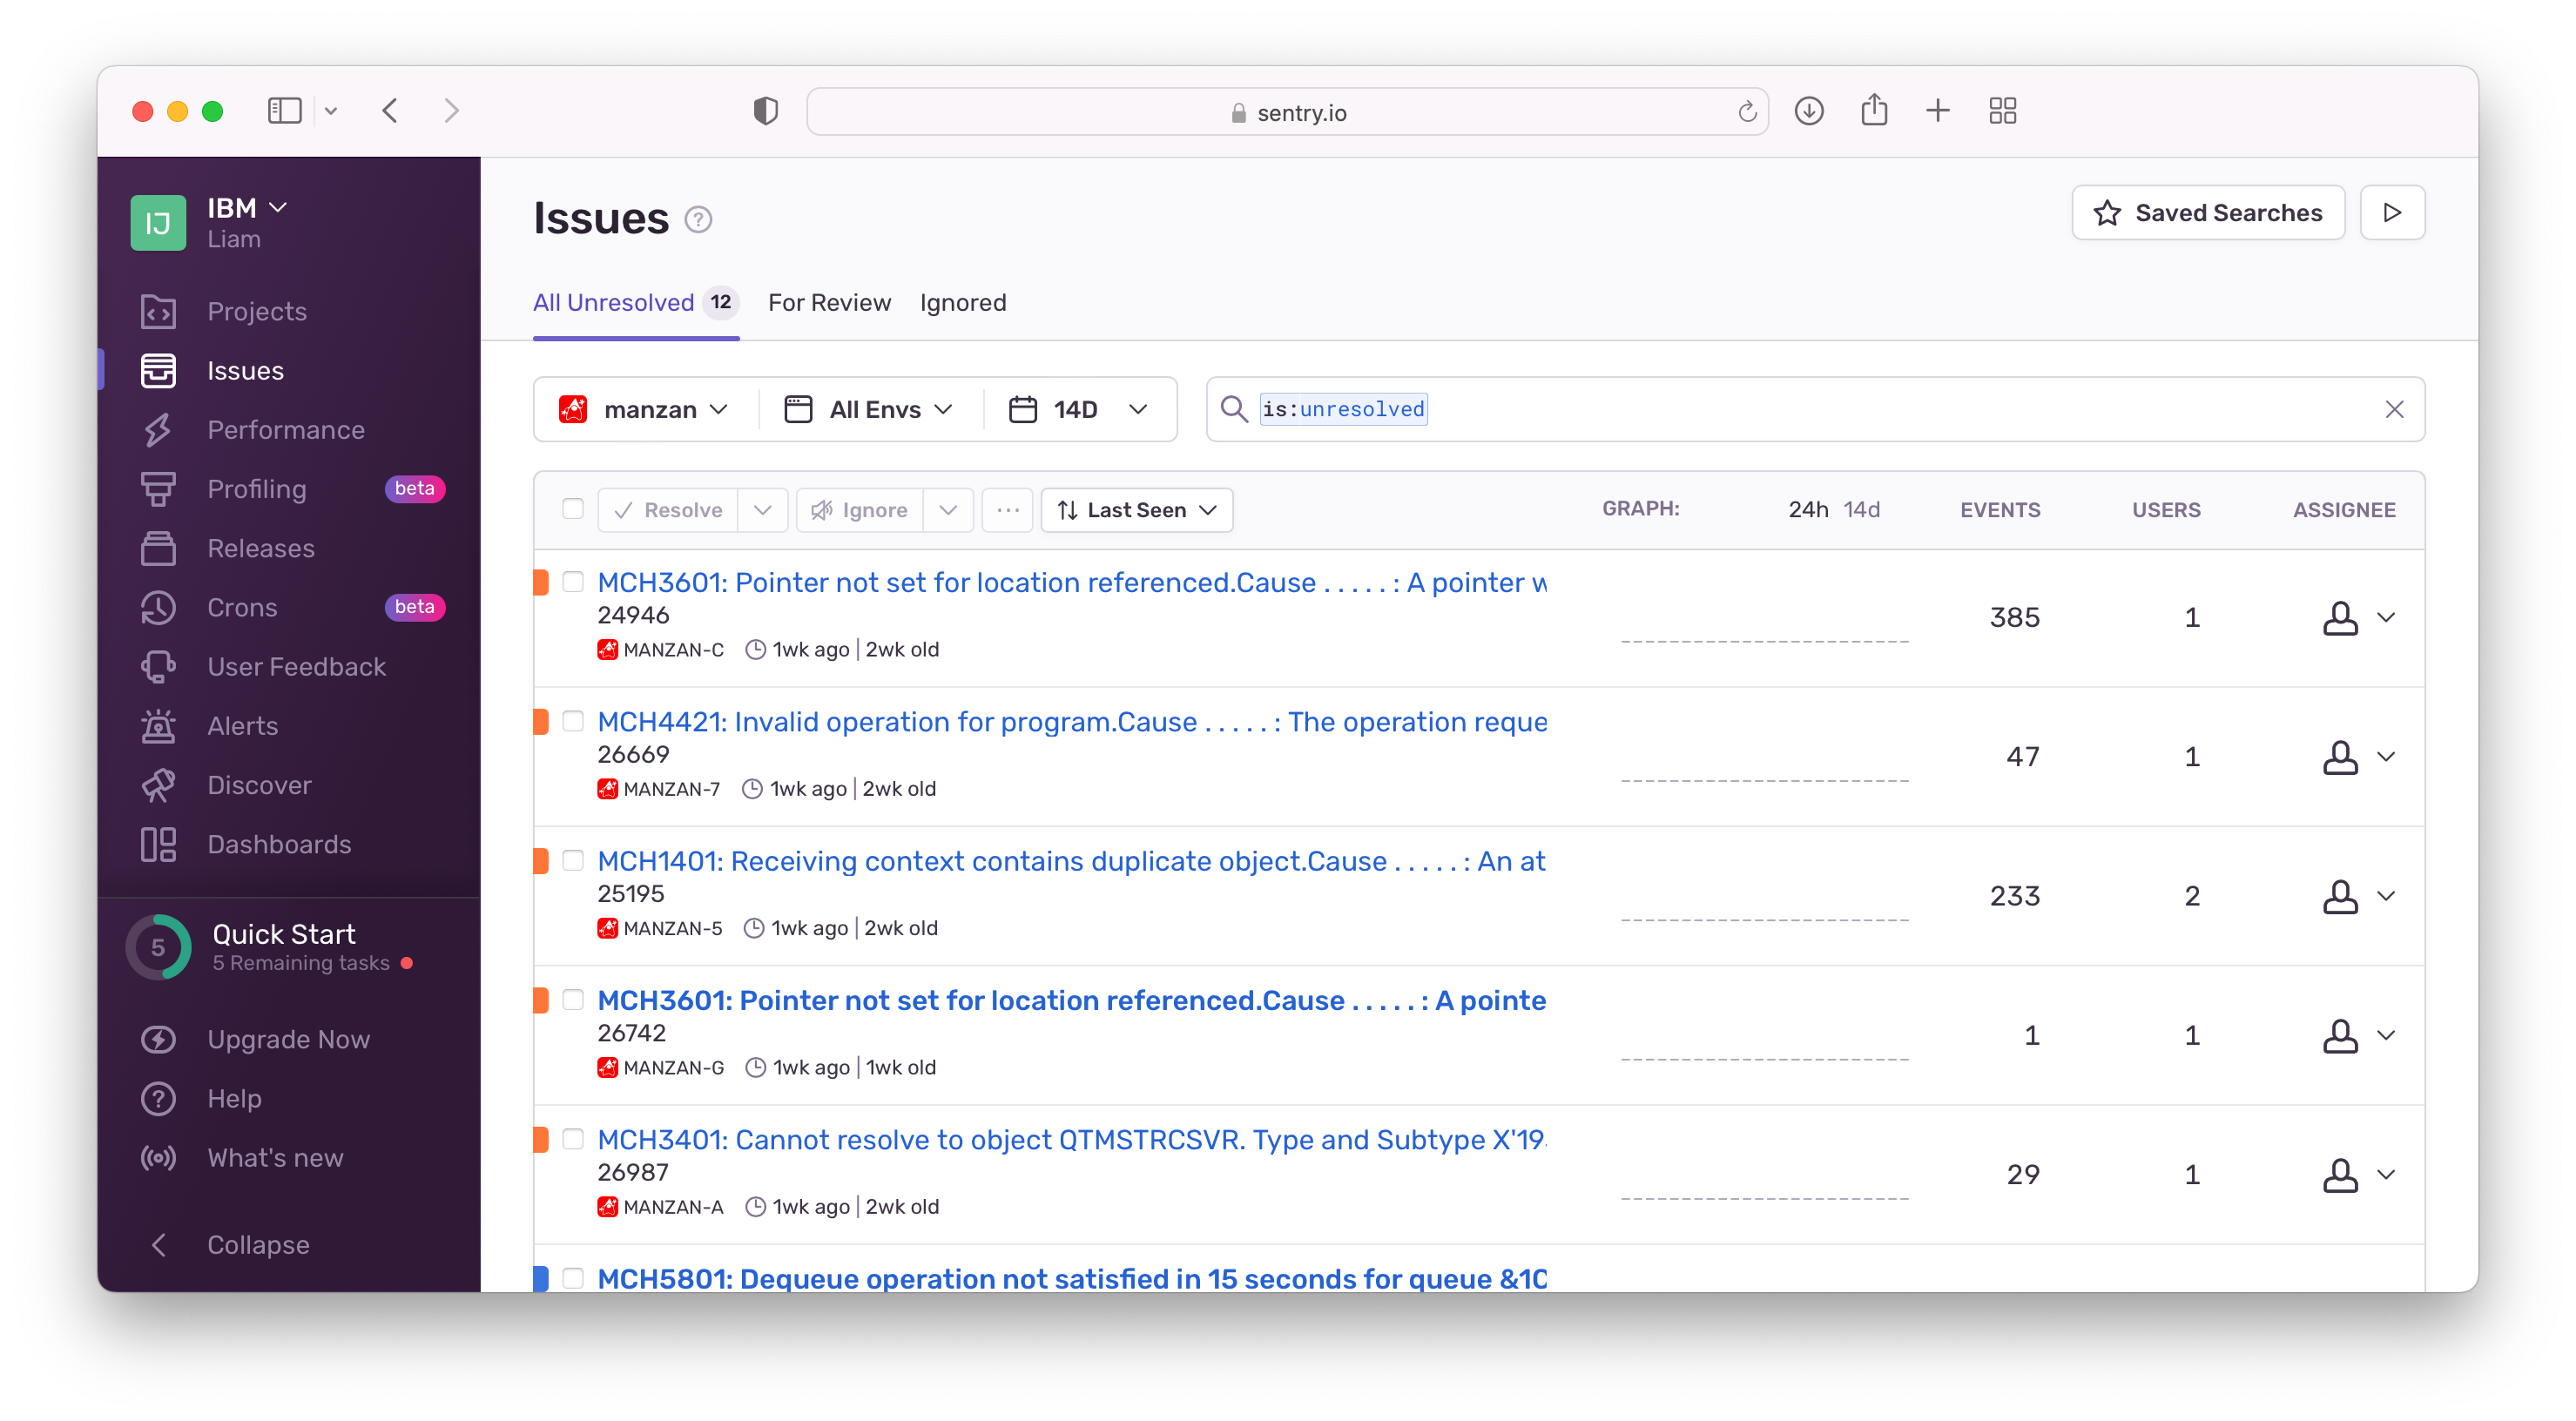 sentry.io
IJ
IBM
Liam
Projects
Issues
Performance
Profiling beta
Releases
Crons beta
User Feedback
Alerts
Discover
Dashboards
5
Quick Start
5 Remaining tasks
Upgrade Now
Help
What's new
Collapse
Issues
Saved Searches
All Unresolved 12 For Review Ignored
manzan All Envs 14D is:unresolved
Resolve Ignore Last Seen GRAPH: 24h 14d EVENTS USERS ASSIGNEE
MCH3601: Pointer not set for location referenced.Cause . . . . . : A pointer w
24946 385 1
MANZAN-C 1wk ago | 2wk old
MCH4421: Invalid operation for program.Cause . . . . . : The operation reque
26669 47 1
MANZAN-7 1wk ago | 2wk old
MCH1401: Receiving context contains duplicate object.Cause . . . . . : An at
25195 233 2
MANZAN-5 1wk ago | 2wk old
MCH3601: Pointer not set for location referenced.Cause . . . . . : A pointe
26742 1 1
MANZAN-G 1wk ago | 1wk old
MCH3401: Cannot resolve to object QTMSTRCSVR. Type and Subtype X'19
26987 29 1
MANZAN-A 1wk ago | 2wk old
MCH5801: Dequeue operation not satisfied in 15 seconds for queue